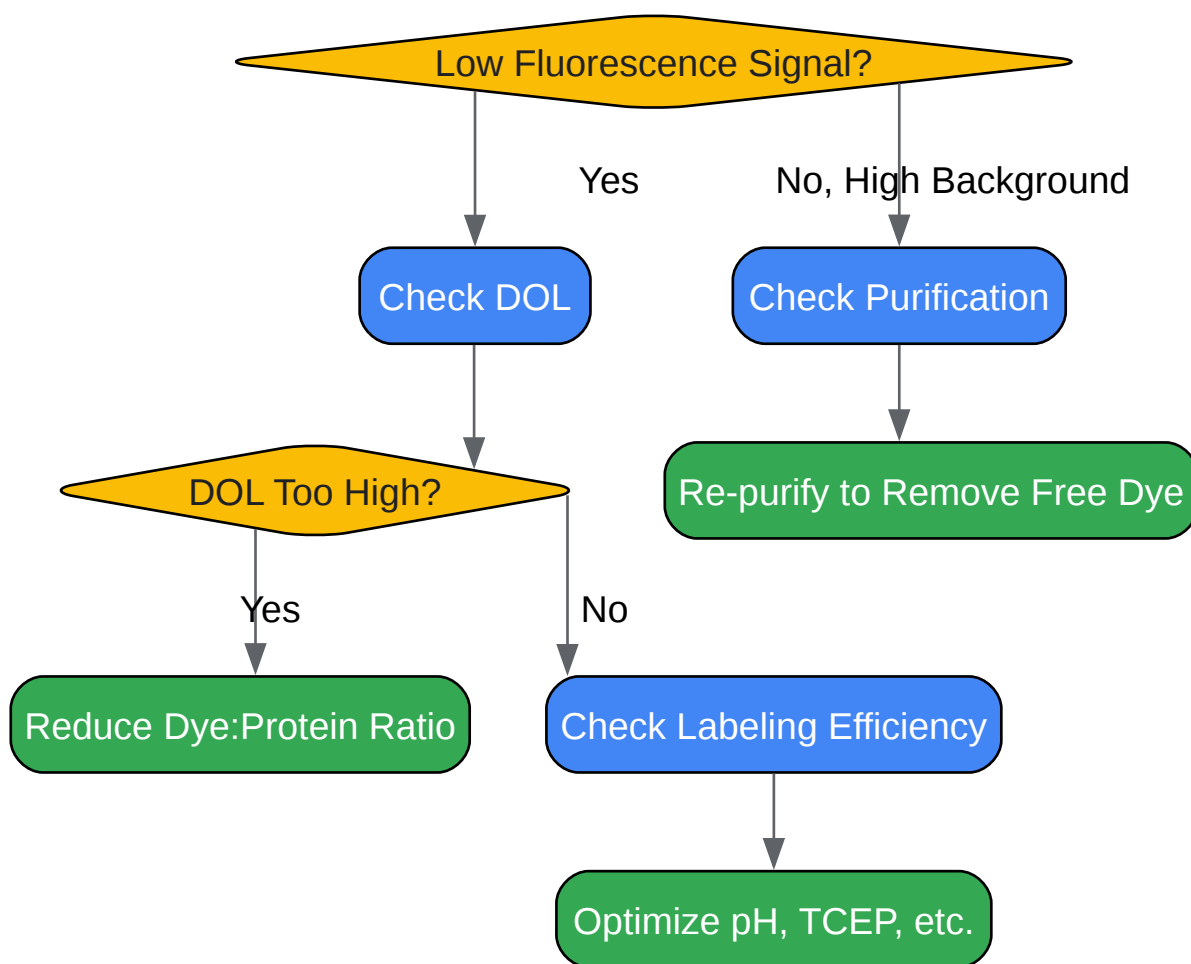 Low Fluorescence Signal?
Yes
No, High Background
Check DOL
Check Purification
DOL Too High?
Re-purify to Remove Free Dye
Yes
No
Reduce Dye:Protein Ratio
Check Labeling Efficiency
Optimize pH, TCEP, etc.